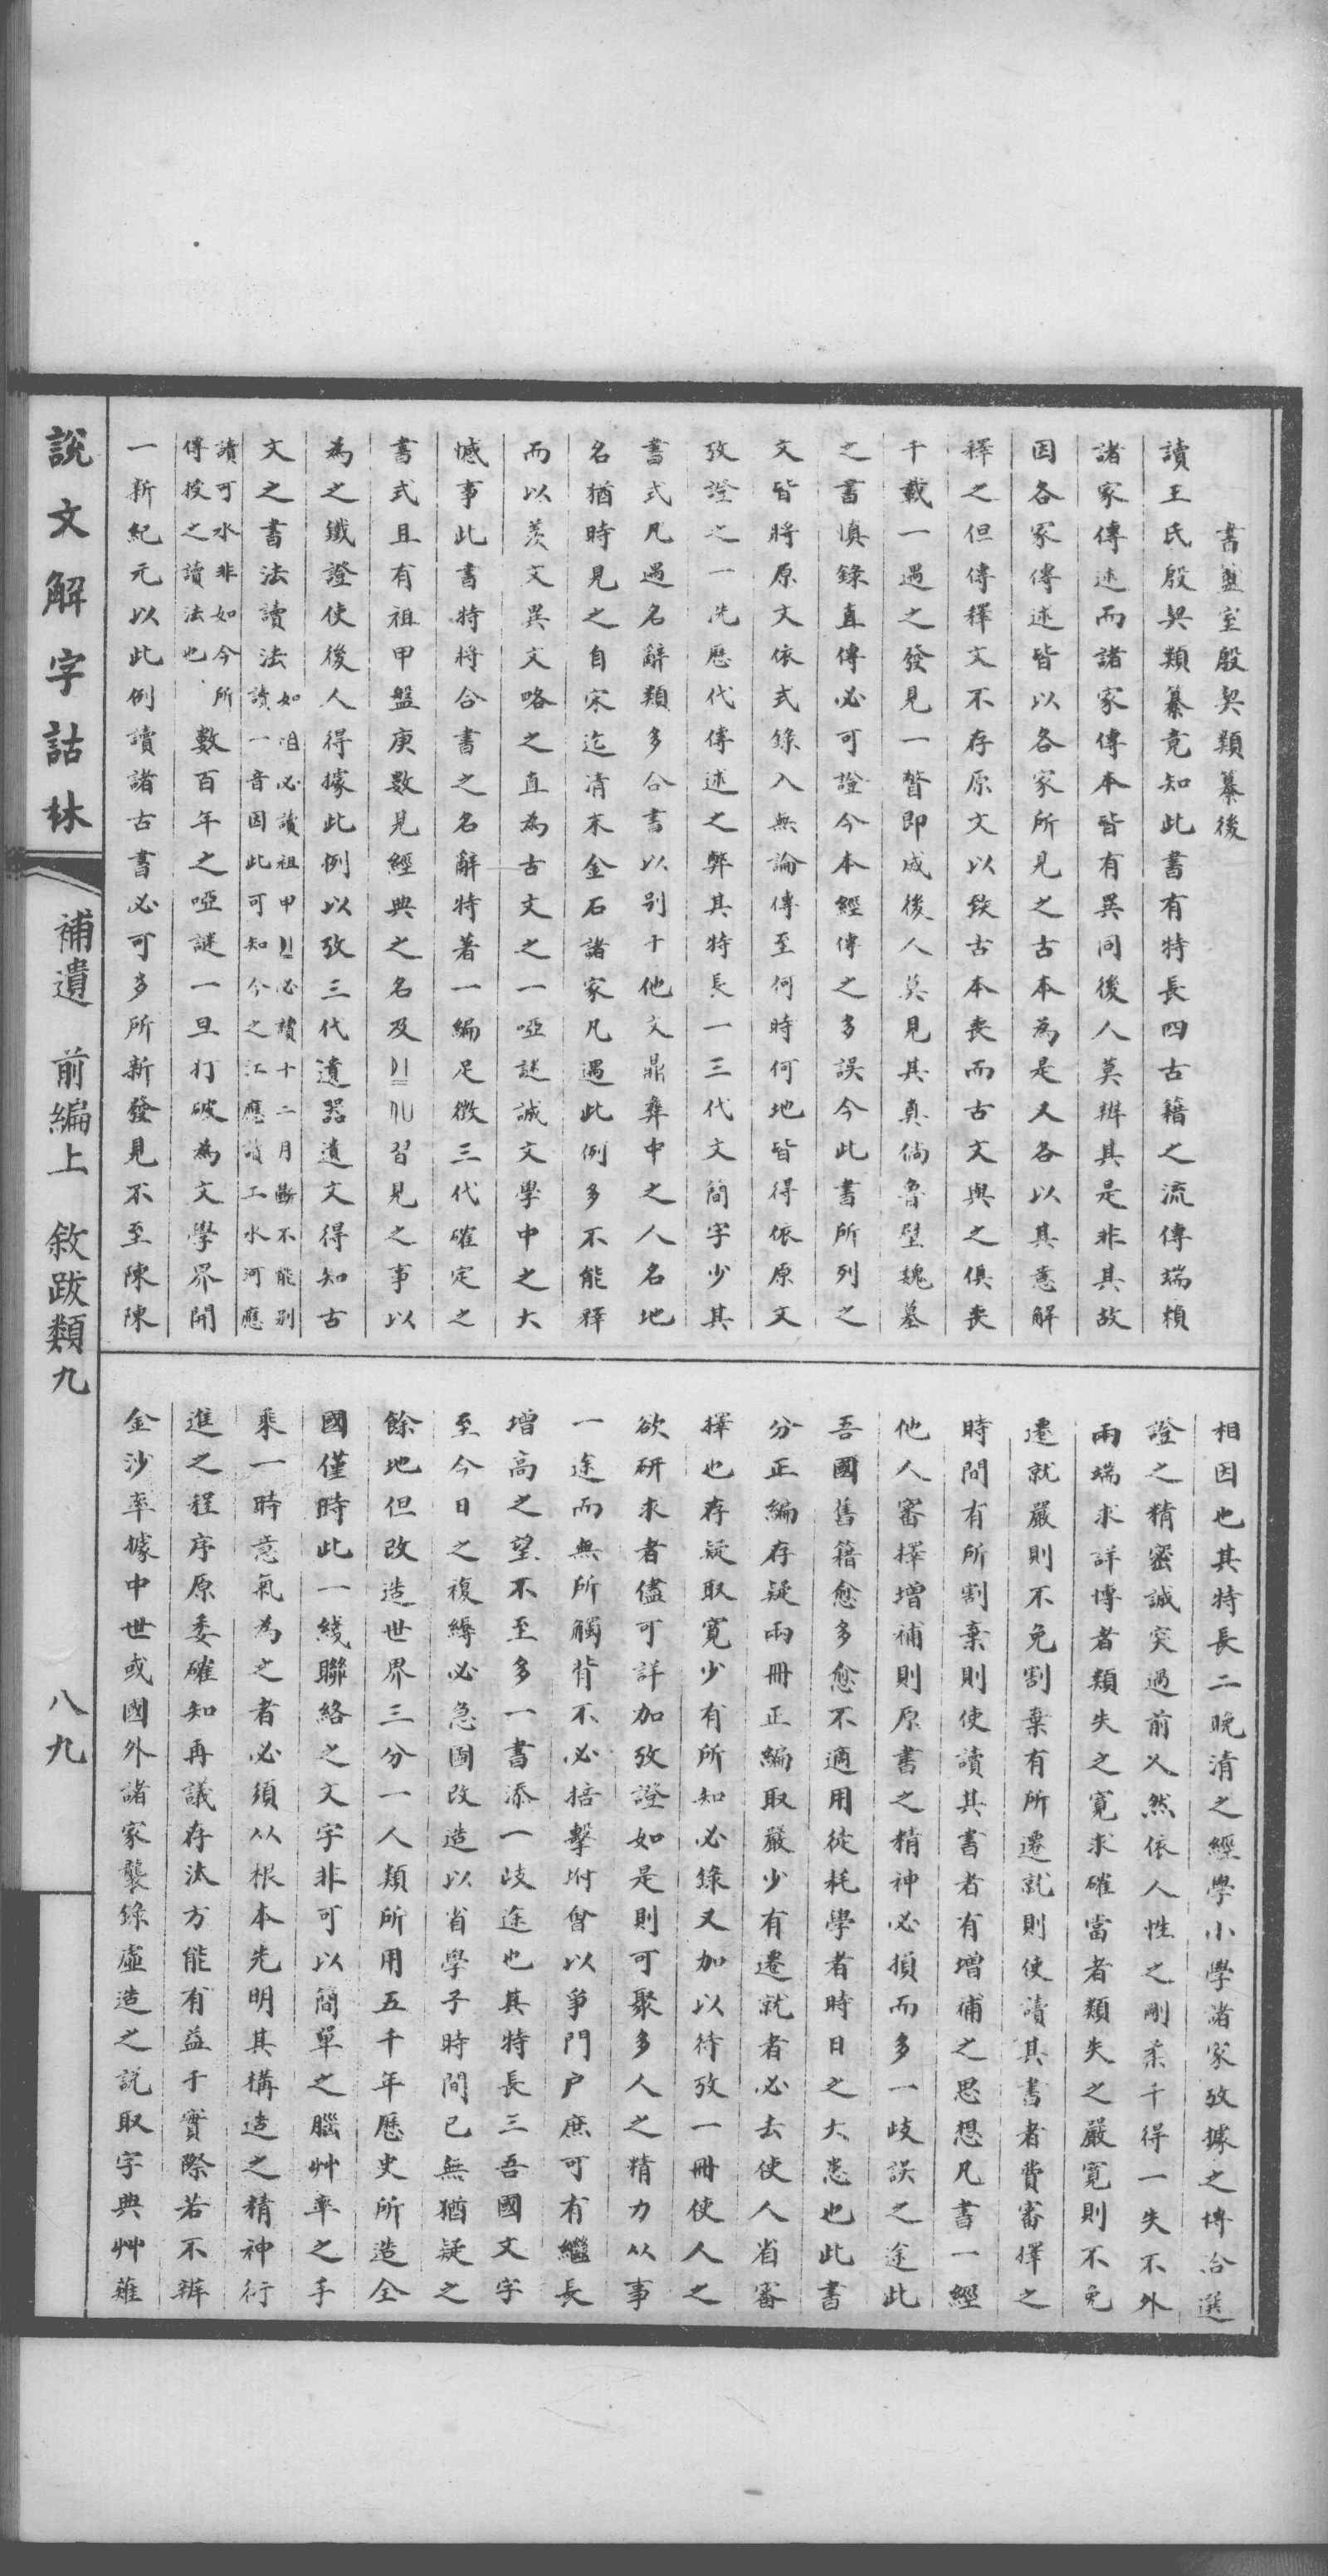 書簠室殷契類纂後
讀王氏殷契類纂竟知此書有特長四古籍之流傳端賴
諸家傳述而諸家傳本皆有異同後人莫辨其是非其故
因各家傳述皆以各家所見之古本為是又各以其意解
釋之但傳釋文不存原文以致古本喪而古文與之俱喪
千載一遇之發見一瞥即成後人莫見其真倘魯壁魏墓
之書慎錄直傳必可證今本經傳之多誤今此書所列之
文皆將原文依式錄入無論傳至何時何地皆得依原文
攷證之一洗歷代傳述之弊其特長一三代文簡字少其
書式凡遇名辭類多合書以别于他文鼎彝中之人名地
名猶時見之自宋迄清末金石諸家凡遇此例多不能釋
而以羨文異文略之直為古文之一啞謎誠文學中之大
憾事此書特將合書之名辭特著一編足徵三代確定之
書式且有祖甲盤庚數見經典之名及習見之事以
為之鐵證使後人得據此例以攷三代遺器遺文得知古
文之書法讀法如必讀祖甲必讀十二月斷不能别讀一音因此可知今之江應讀工水河應
讀可水非如今所傳授之讀法也數百年之啞謎一旦打破為文學界開
一新紀元以此例讀諸古書必可多所新發見不至陳陳
相因也其特長二晚清之經學小學諸家攷據之博洽選
證之精密誠突過前人然依人性之剛柔千得一失不外
兩端求詳博者類失之寬求確當者類失之嚴寬則不免
遷就嚴則不免割棄有所遷就則使讀其書者費審擇之
時間有所割棄則使讀其書者有增補之思想凡書一經
他人審擇增補則原書之精神必損而多一歧誤之途此
吾國舊籍愈多愈不適用徒耗學者時日之大患也此書
分正編存疑兩冊正編取嚴少有遷就者必去使人省審
擇也存疑取寬少有所知必錄又加以待攷一冊使人之
欲研求者儘可詳加攷證如是則可聚多人之精力从事
一途而無所觸背不必掊擊坿會以爭門户庶可有繼長
增高之望不至多一書添一歧途也其特長三吾國文字
至今日之複縟必急圖改造以省學子時間已無猶疑之
餘地但改造世界三分一人類所用五千年歷史所造全
國僅時此一綫聯絡之文字非可以簡單之腦艸率之手
乘一時意氣為之者必須从根本先明其構造之精神衍
進之程序原委確知再議存汰方能有益于實際若不辨
金沙率據中世或國外諸家襲錄虛造之說取字典艸薙
說文解字詁林
補遺　前編上　敘跋類九
八九